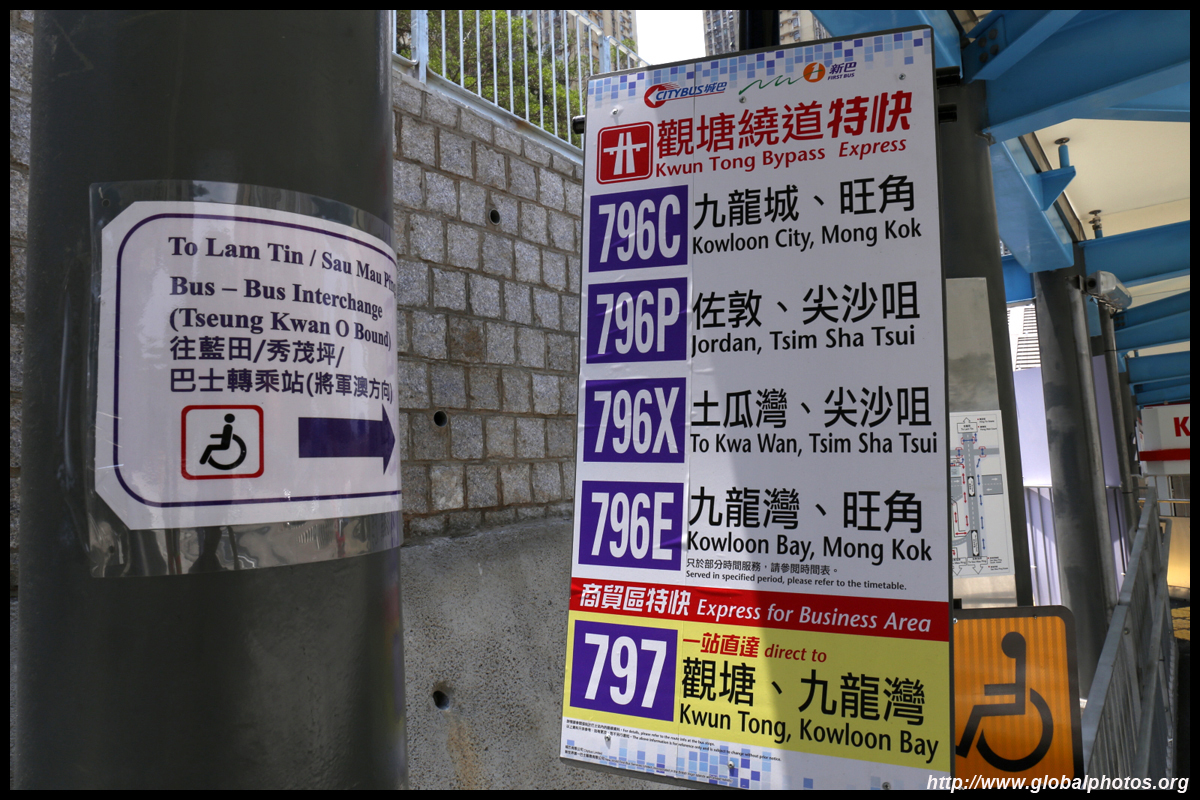 To Lam Tin / Sau Mau
Bus – Bus Interchange
(Tseung Kwan O Bound)
往藍田/秀茂坪/
巴士轉乘站(將軍澳方向)
CITYBUS 城巴
新巴
FIRST BUS
觀塘繞道特快
Kwun Tong Bypass Express
796C
九龍城、旺角
Kowloon City, Mong Kok
796P
佐敦、尖沙咀
Jordan, Tsim Sha Tsui
796X
土瓜灣、尖沙咀
To Kwa Wan, Tsim Sha Tsui
796E
九龍灣、旺角
Kowloon Bay, Mong Kok
只於部分時間服務，請參閱時間表。
Served in specified period, please refer to the timetable.
商貿區特快 Express for Business Area
797
一站直達 direct to
觀塘、九龍灣
Kwun Tong, Kowloon Bay
K
http://www.globalphotos.org